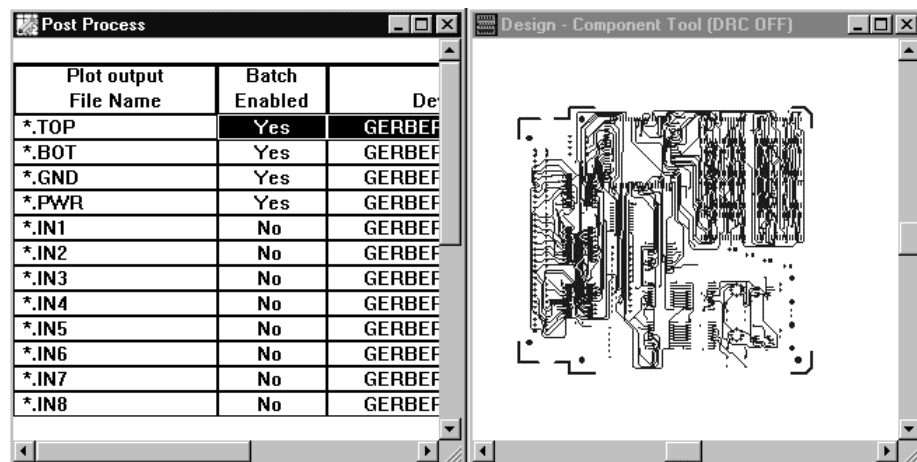 Post Process
Plot output File Name Batch Enabled
*.TOP Yes
*.BOT Yes
*.GND Yes
*.PWR Yes
*.IN1 No
*.IN2 No
*.IN3 No
*.IN4 No
*.IN5 No
*.IN6 No
*.IN7 No
*.IN8 No
Design - Component Tool (DRC OFF)